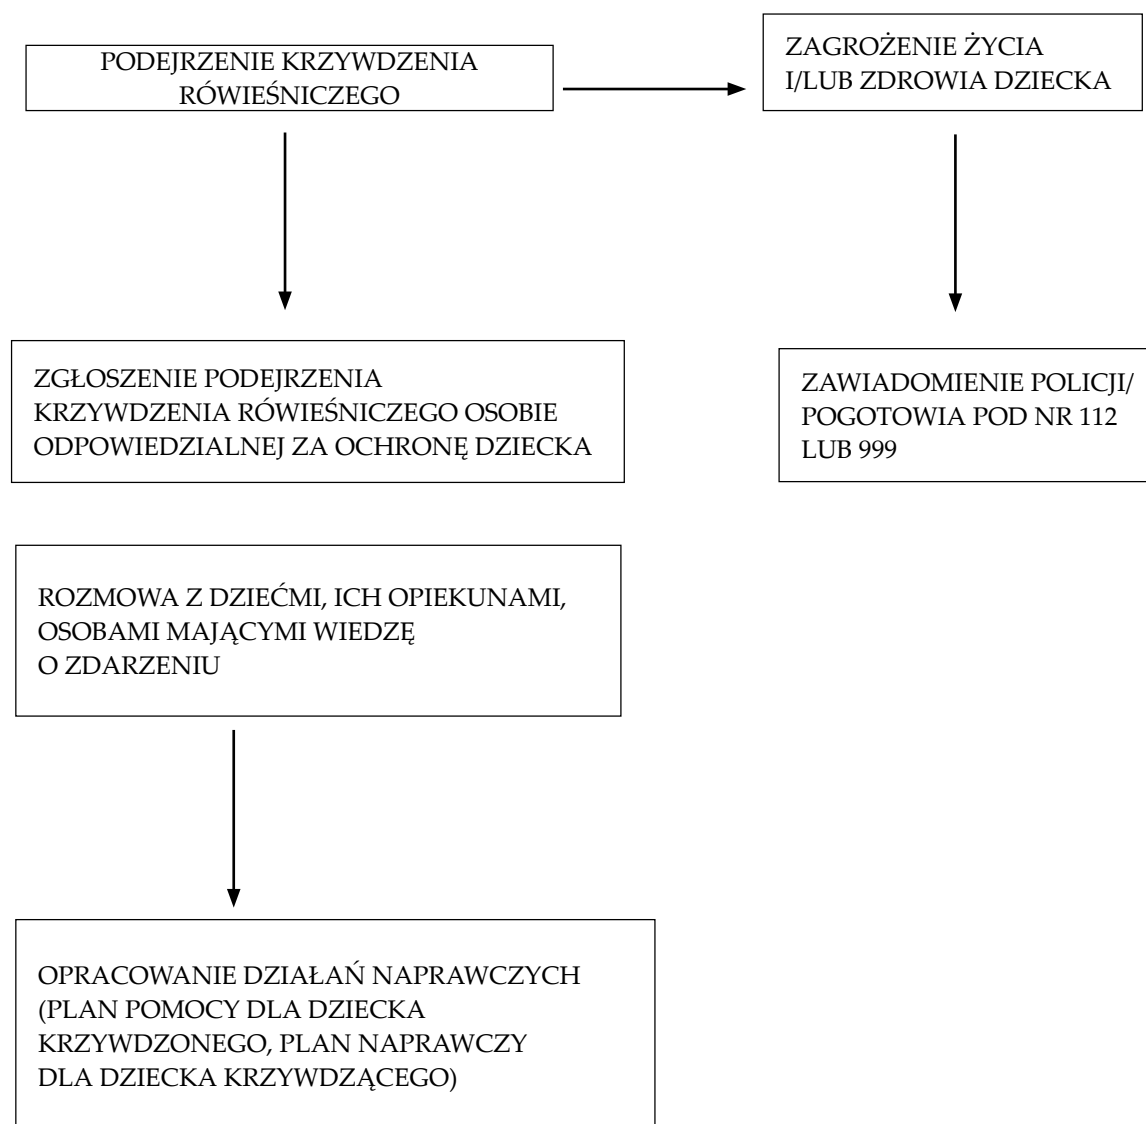 PODEJRZENIE KRZYWDZENIA
RÓWIEŚNICZEGO
ZAGROŻENIE ŻYCIA
I/LUB ZDROWIA DZIECKA
ZGŁOSZENIE PODEJRZENIA
KRZYWDZENIA RÓWIEŚNICZEGO OSOBIE
ODPOWIEDZIALNEJ ZA OCHRONĘ DZIECKA
ZAWIADOMIENIE POLICJI/
POGOTOWIA POD NR 112
LUB 999
ROZMOWA Z DZIEĆMI, ICH OPIEKUNAMI,
OSOBAMI MAJĄCYMI WIEDZĘ
O ZDARZENIU
OPRACOWANIE DZIAŁAŃ NAPRAWCZYCH
(PLAN POMOCY DLA DZIECKA
KRZYWDZONEGO, PLAN NAPRAWCZY
DLA DZIECKA KRZYWDZĄCEGO)